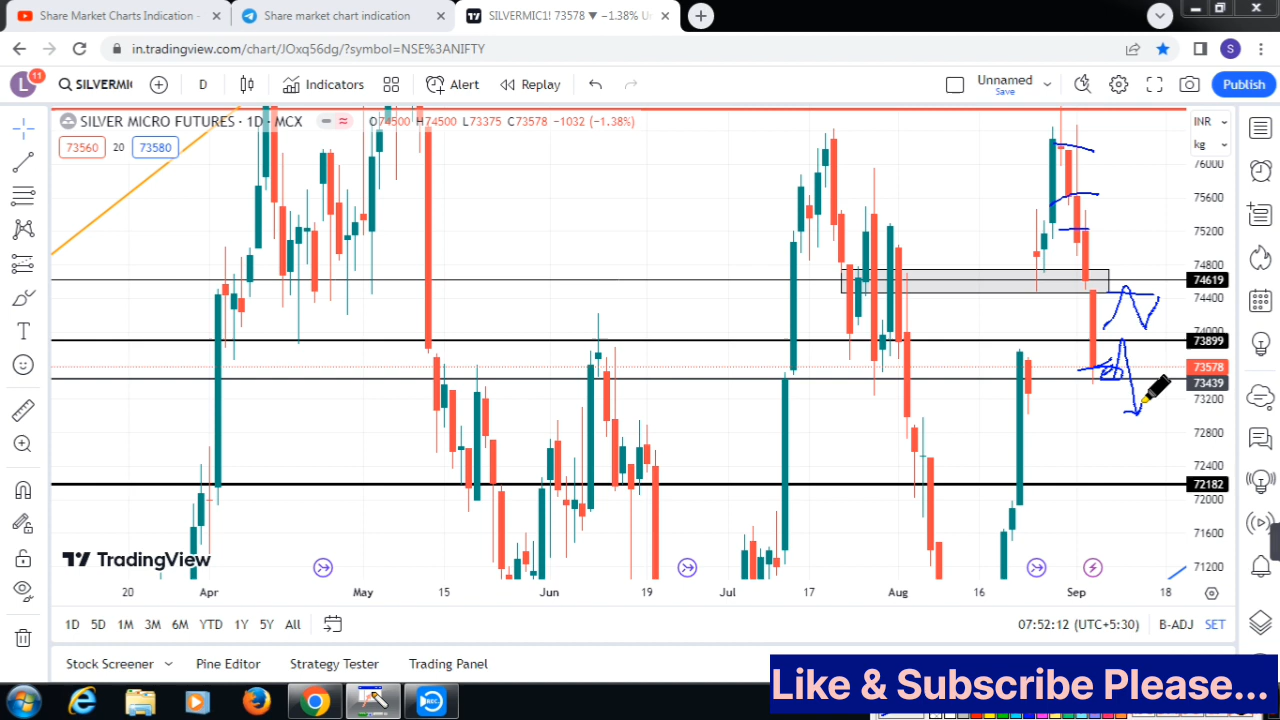 Share Market Charts Indication -
Share market chart indication
SILVERMIC1! 73578 ▼ −1.38% Un
in.tradingview.com/chart/JOxq56dg/?symbol=NSE%3ANIFTY
S
L
11
SILVERMIC
D
Indicators
Alert
Replay
Unnamed
Save
Publish
SILVER MICRO FUTURES · 1D · MCX
O74500 H74500 L73375 C73578 −1032 (−1.38%)
73560
20
73580
INR
kg
76000
75600
75200
74800
74619
74400
74000
73899
73578
73439
73200
72800
72400
72182
72000
71600
71200
TradingView
20
Apr
May
15
Jun
19
Jul
17
Aug
16
Sep
18
1D
5D
1M
3M
6M
YTD
1Y
5Y
All
07:52:12 (UTC+5:30)
B-ADJ
SET
Stock Screener
Pine Editor
Strategy Tester
Trading Panel
REC
Like & Subscribe Please...